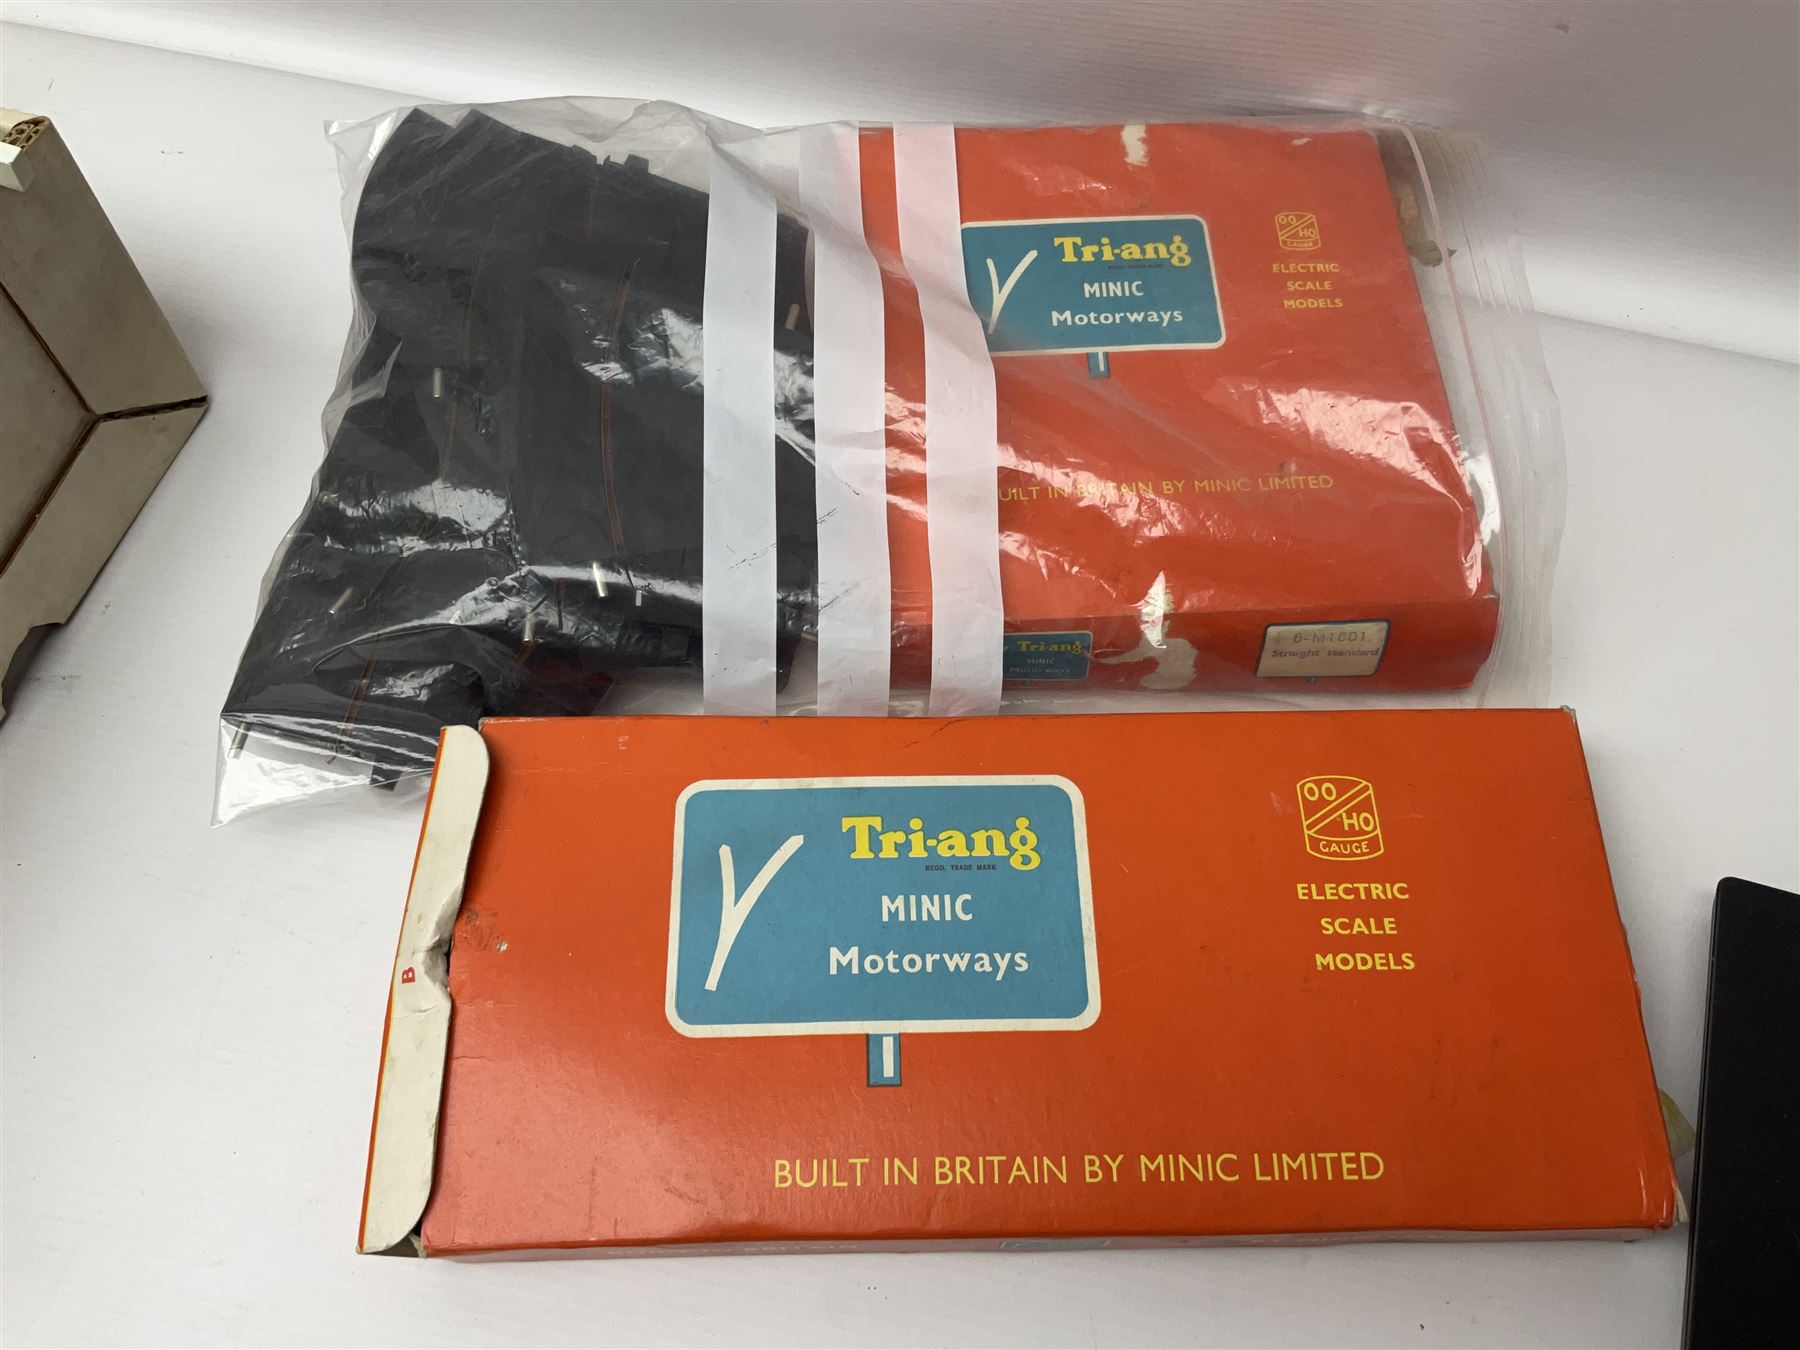 Tri-ang
MINIC
Motorways
OO
HO
GAUGE
ELECTRIC
SCALE
MODELS
UILT IN BRITAIN BY MINIC LIMITED
Tri-ang
MINIC
Motorways
6-M1601.
Straight standard
Tri-ang
REGD. TRADE MARK
MINIC
Motorways
OO
HO
GAUGE
ELECTRIC
SCALE
MODELS
B
BUILT IN BRITAIN BY MINIC LIMITED